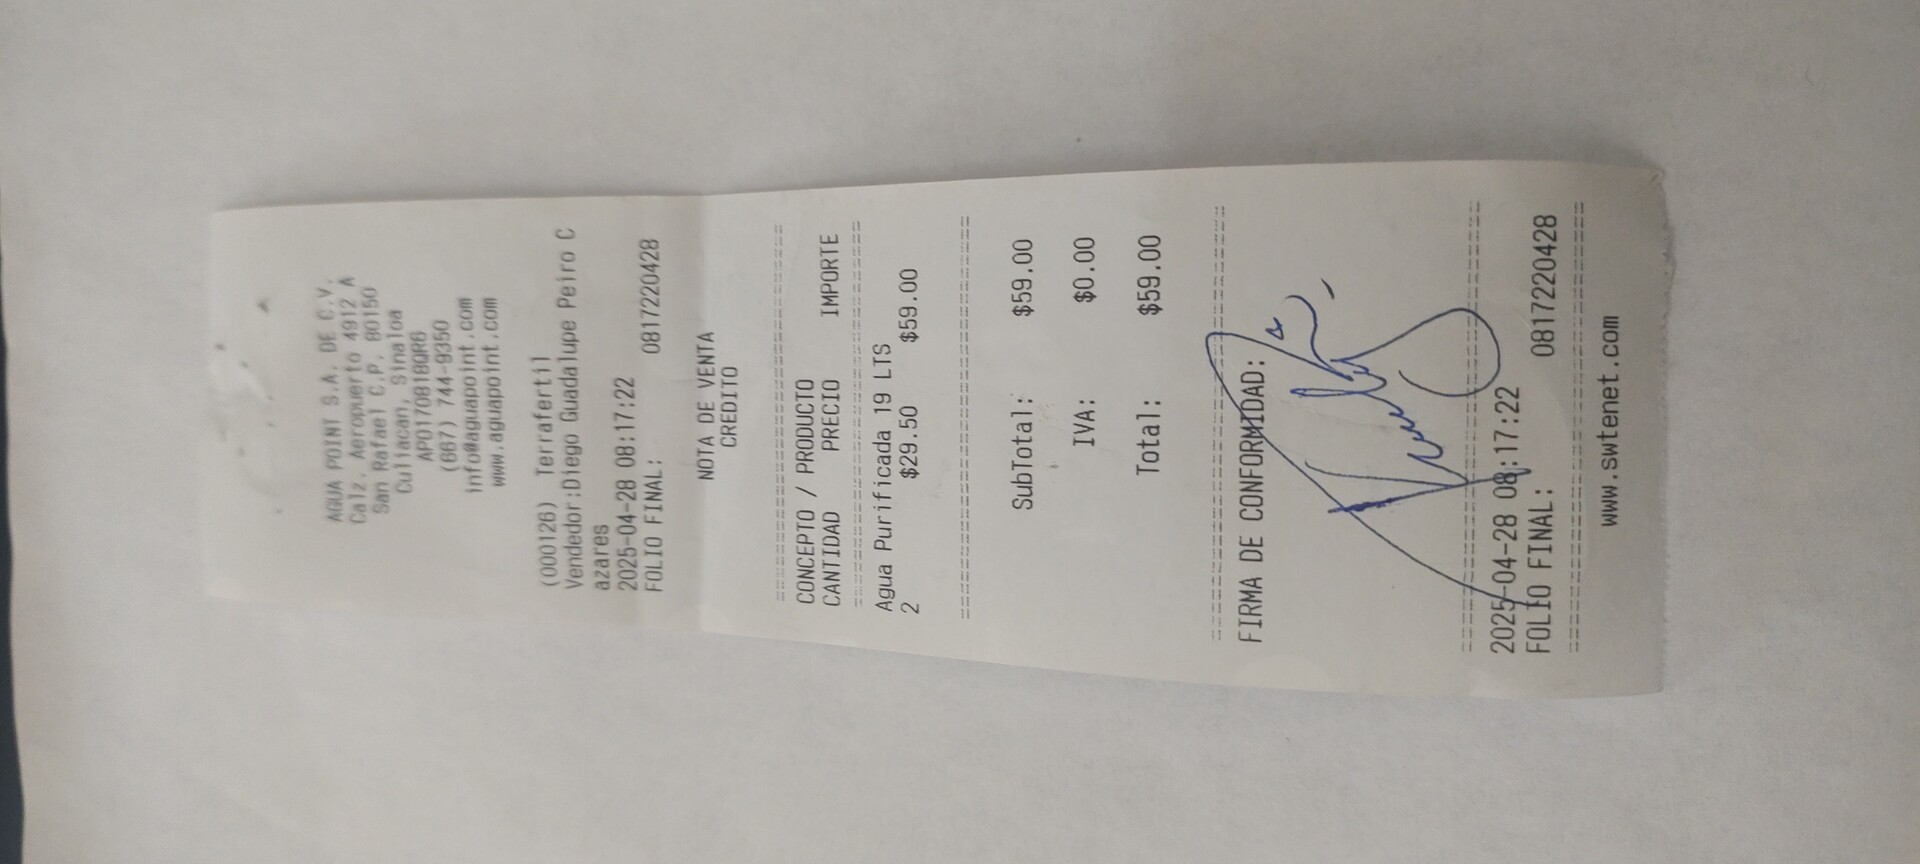 AGUA POINT S.A. DE C.V.
Calz. Aeropuerto 4912 A
San Rafael C.P. 80150
Culiacan, Sinaloa
APO170818QR6
(667) 744-9350
info@aguapoint.com
www.aguapoint.com
(000126) Terrafertil
Vendedor:Diego Guadalupe Peiro C
azares
2025-04-28 08:17:22
FOLIO FINAL: 0817220428
NOTA DE VENTA
CREDITO
CONCEPTO / PRODUCTO
CANTIDAD PRECIO IMPORTE
Agua Purificada 19 LTS
2 $29.50 $59.00
SubTotal: $59.00
IVA: $0.00
Total: $59.00
FIRMA DE CONFORMIDAD:
2025-04-28 08:17:22
FOLIO FINAL: 0817220428
www.swtenet.com